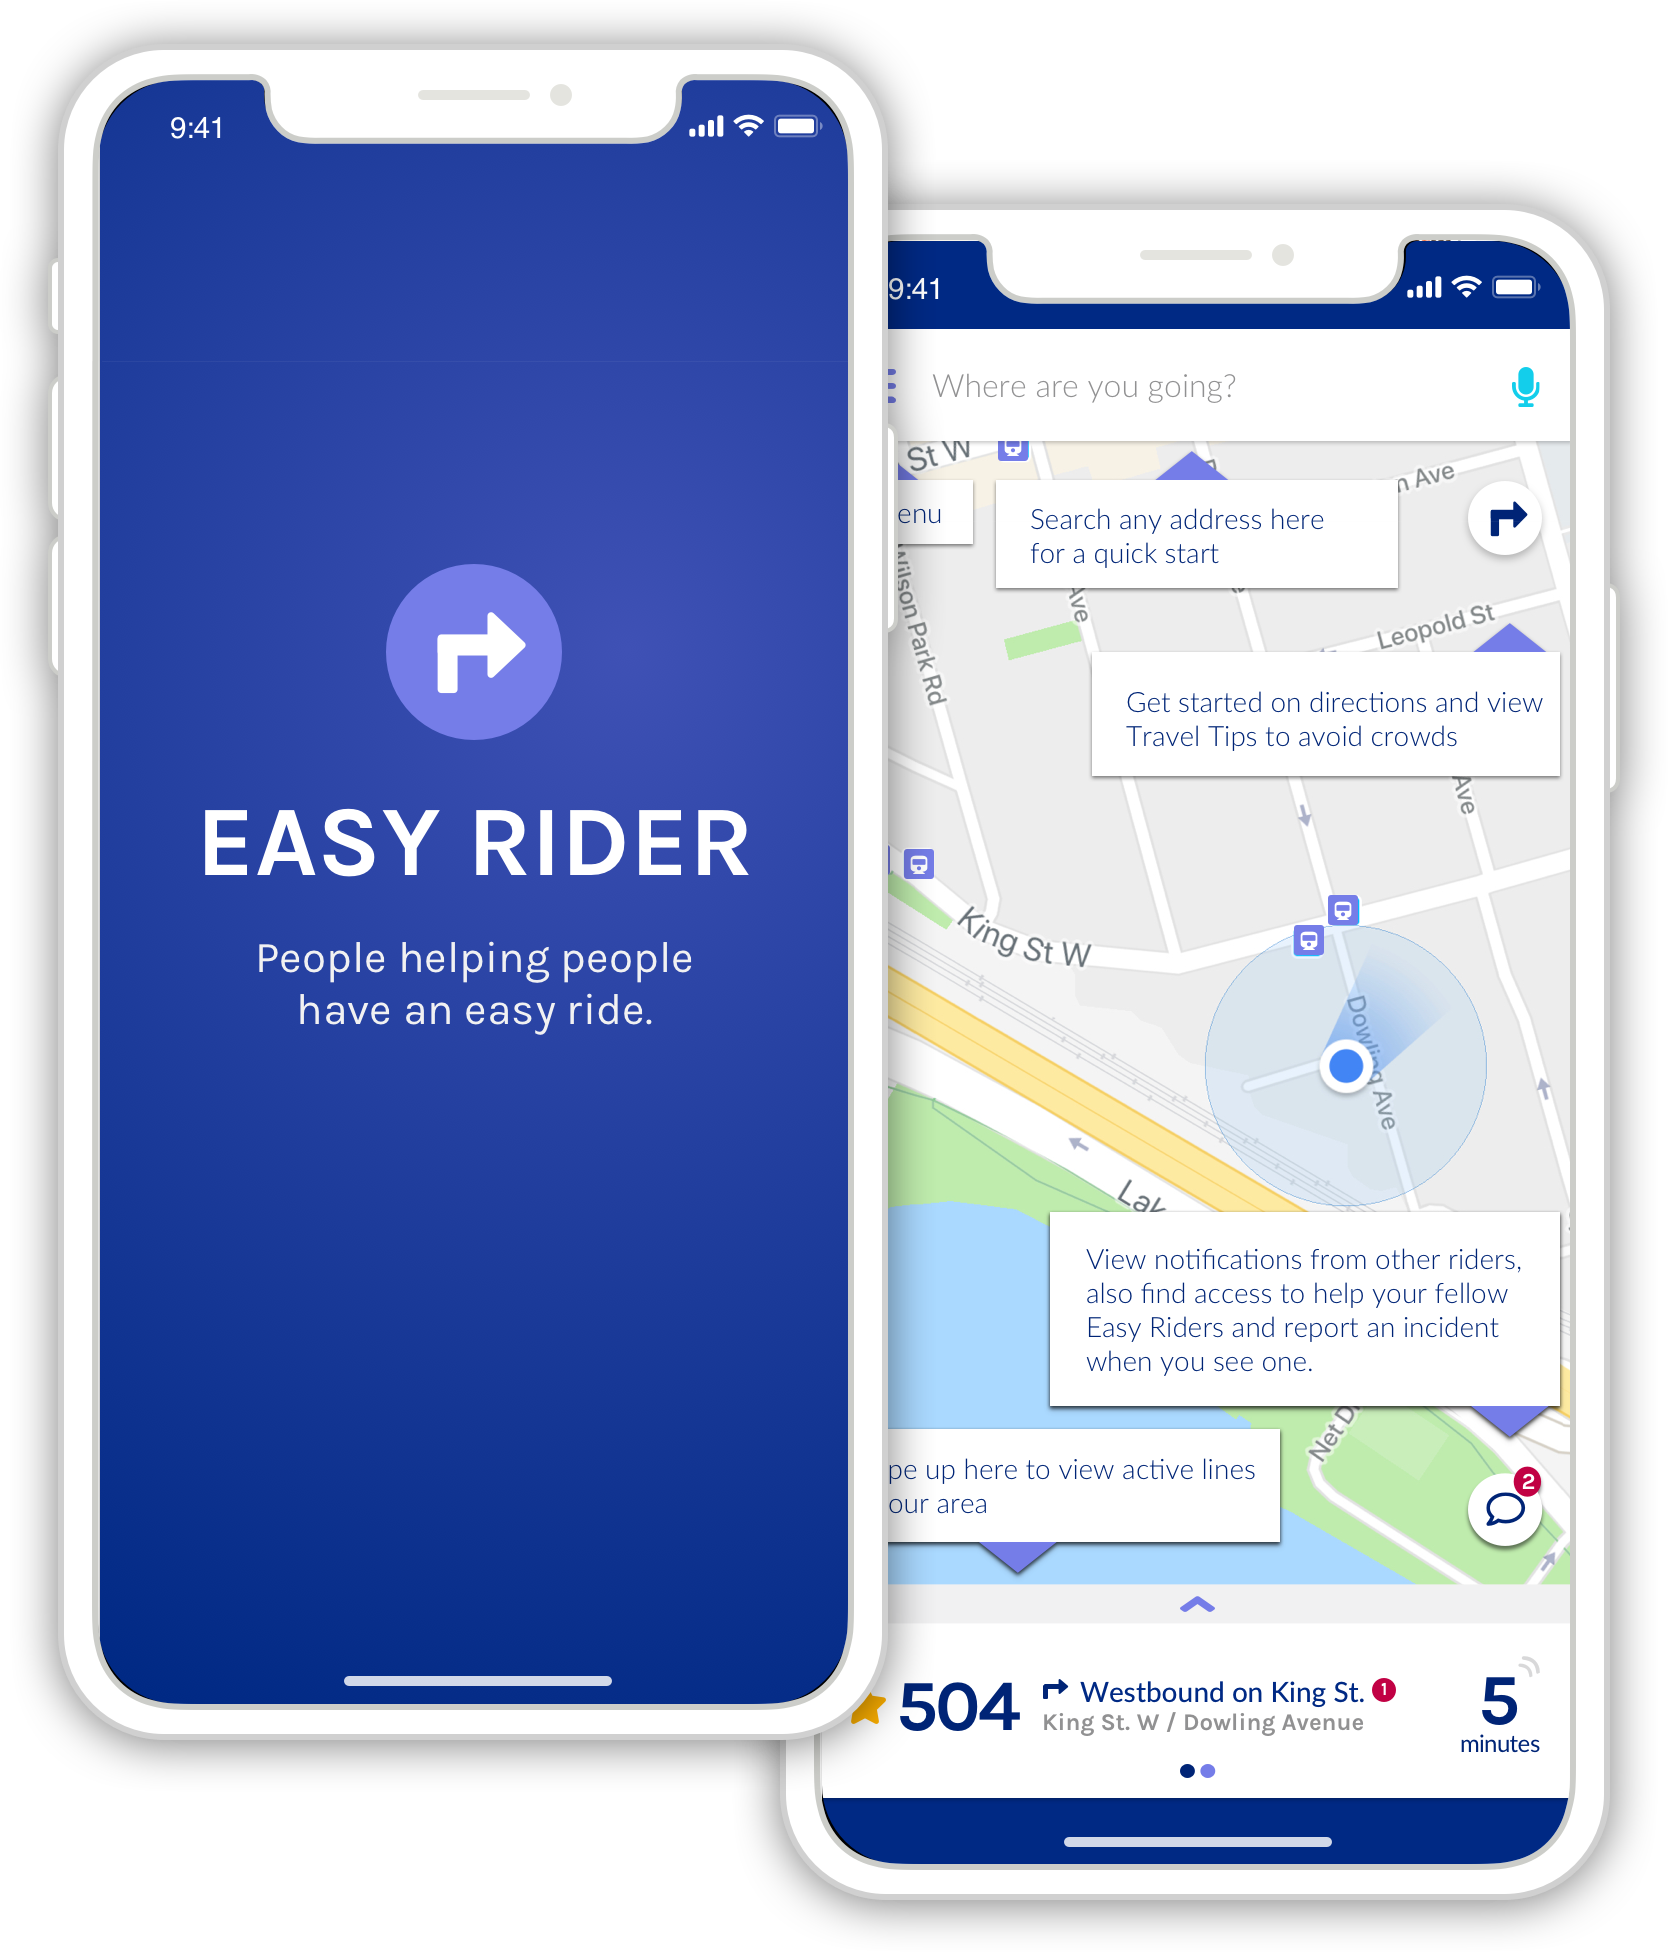 9:41
EASY RIDER
People helping people
have an easy ride.
9:41
Where are you going?
St W
enu
Search any address here
for a quick start
Ave
Wilson Park Rd
Ave
Leopold St
Get started on directions and view
Travel Tips to avoid crowds
Ave
King St W
Dowling Ave
Lak
View notifications from other riders,
also find access to help your fellow
Easy Riders and report an incident
when you see one.
Net D
pe up here to view active lines
our area
2
504
Westbound on King St. 1
King St. W / Dowling Avenue
5
minutes